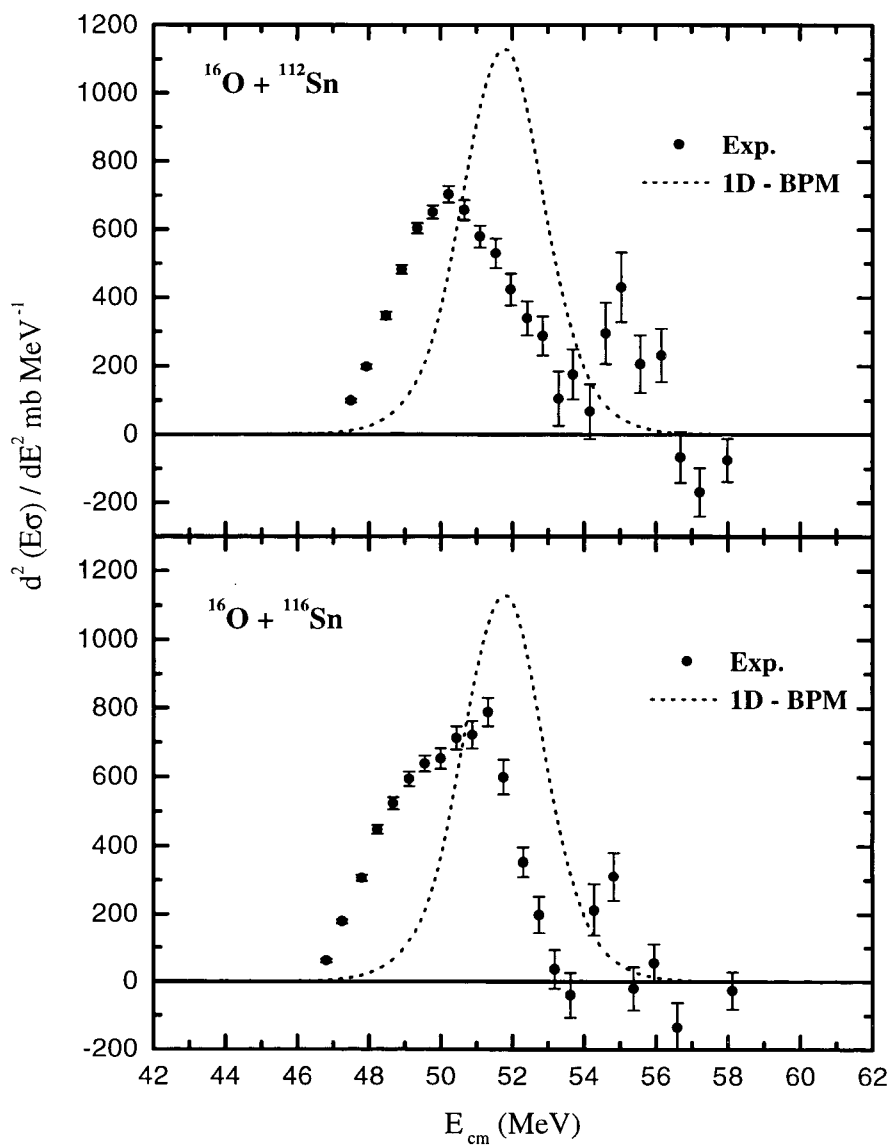 1200
1000
800
600
400
200
0
-200
¹⁶O + ¹¹²Sn
Exp.
1D - BPM
d² (Eσ) / dE² mb MeV⁻¹
1200
1000
800
600
400
200
0
-200
¹⁶O + ¹¹⁶Sn
Exp.
1D - BPM
42 44 46 48 50 52 54 56 58 60 62
E_cm (MeV)